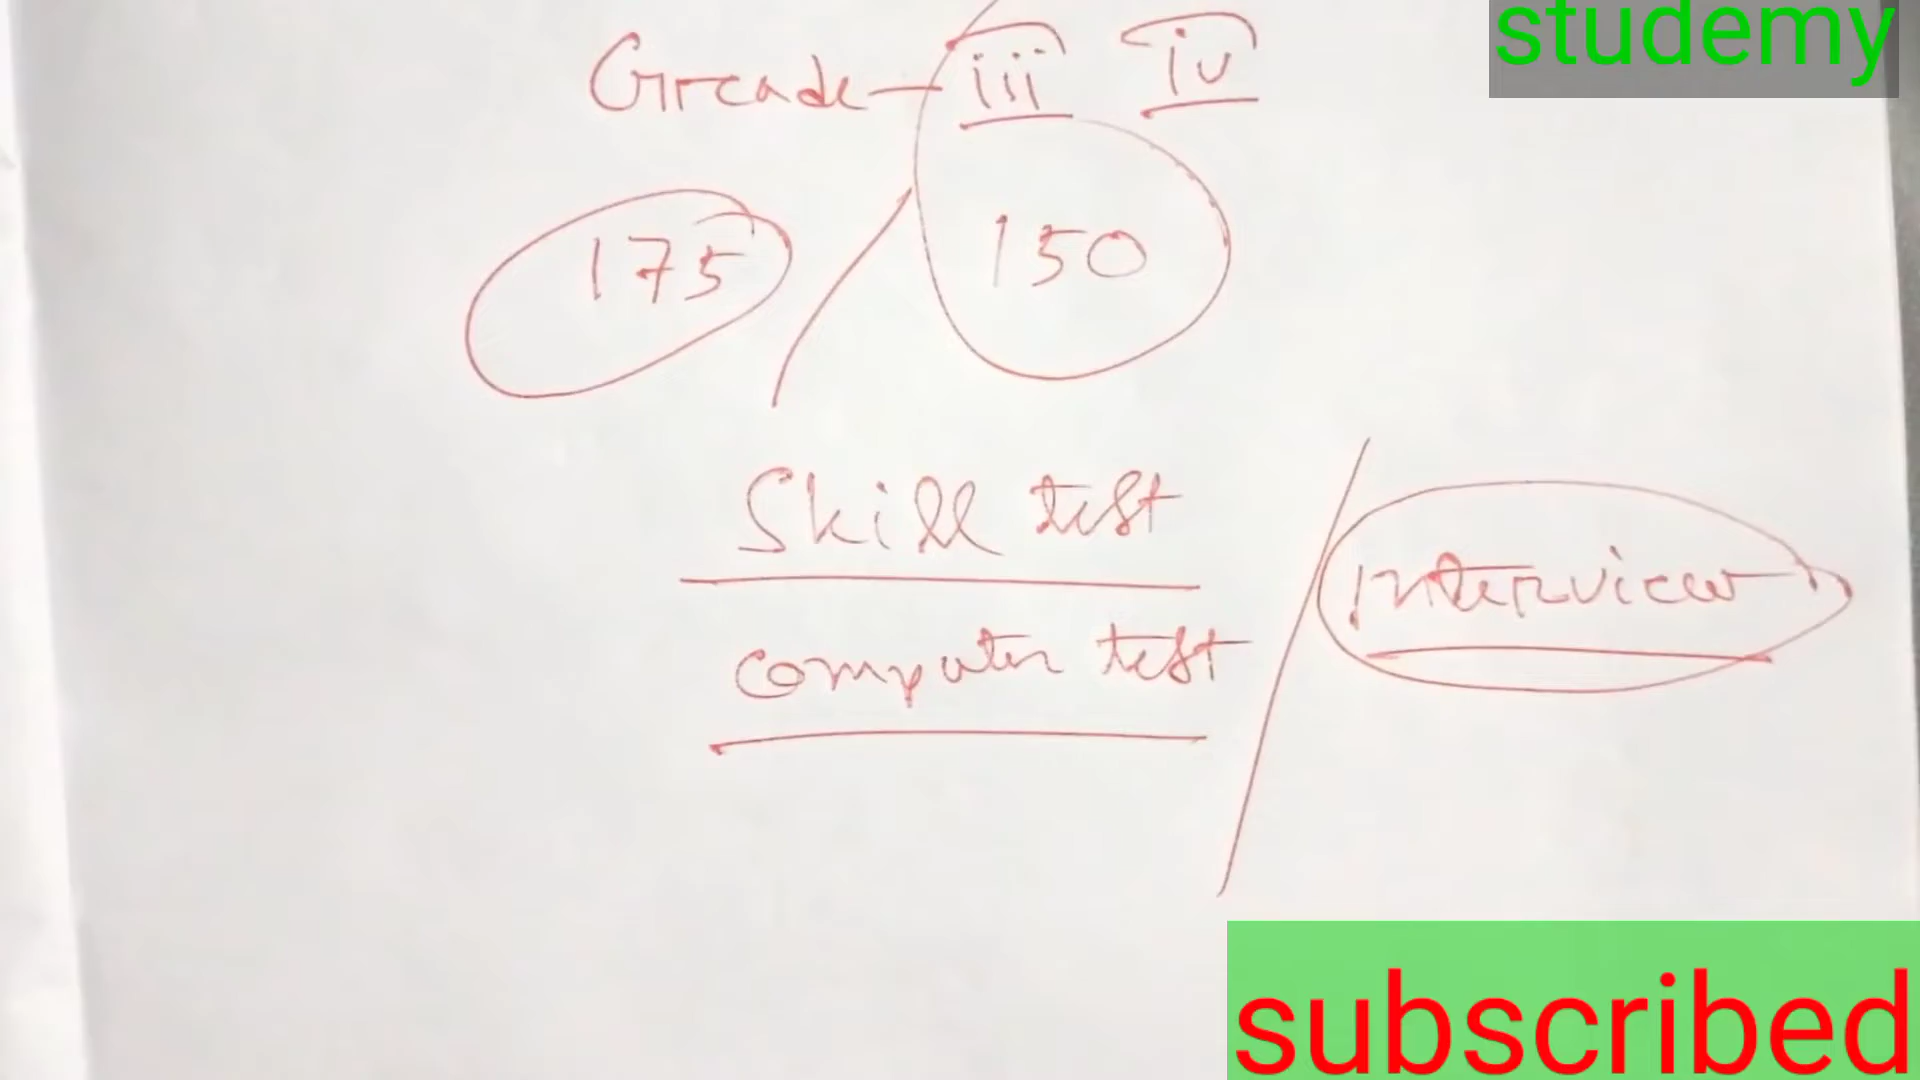 studemy
Grade - iii iv
175 / 150
Skill test
computer test / interview
subscribed